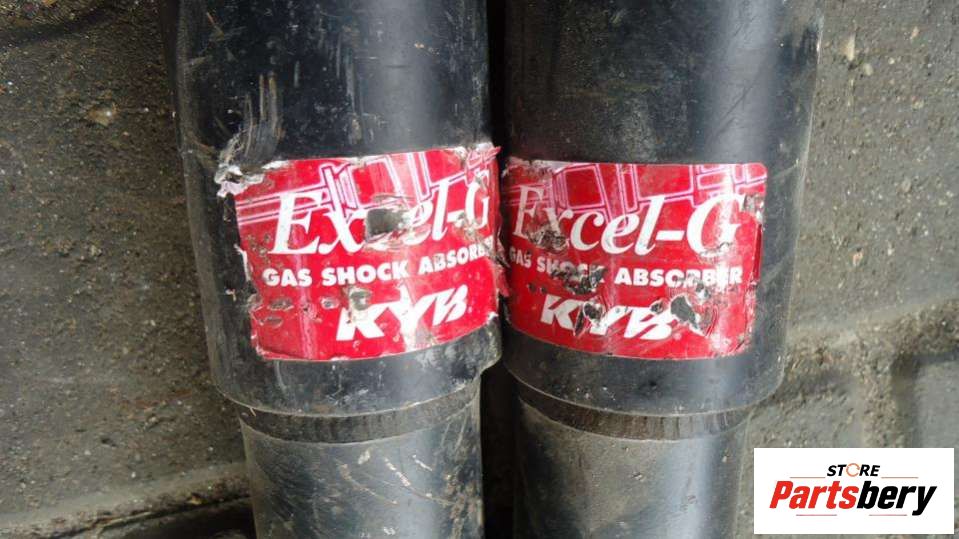 Excel-G
GAS SHOCK ABSORBER
KYB
Excel-G
GAS SHOCK ABSORBER
KYB
STORE
Partsbery